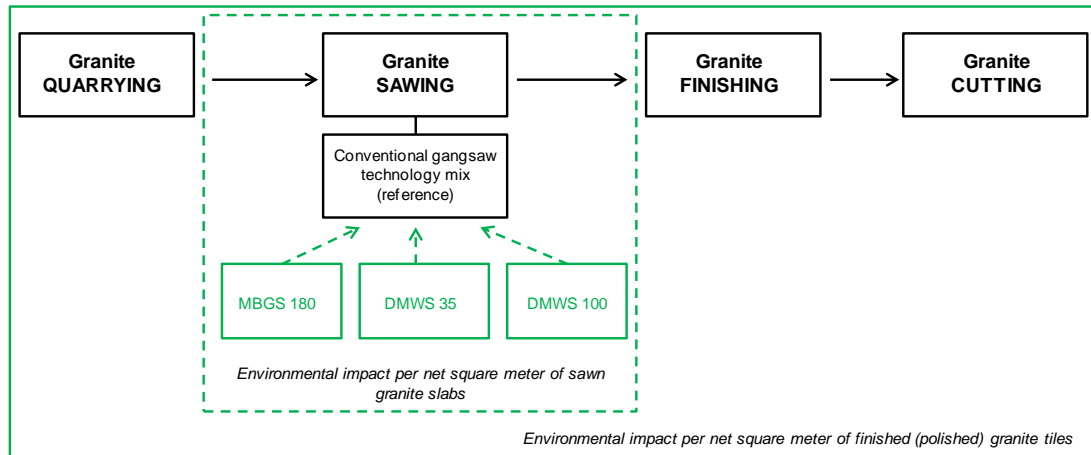 Granite
QUARRYING
Granite
SAWING
Granite
FINISHING
Granite
CUTTING
Conventional gangsaw
technology mix
(reference)
MBGS 180
DMWS 35
DMWS 100
Environmental impact per net square meter of sawn
granite slabs
Environmental impact per net square meter of finished (polished) granite tiles